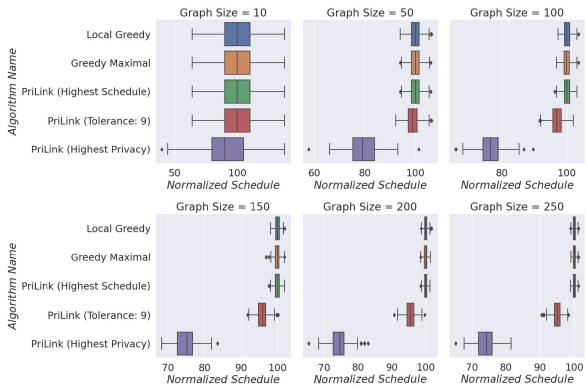 Graph Size = 10
Graph Size = 50
Graph Size = 100
Algorithm Name
Local Greedy
Greedy Maximal
PriLink (Highest Schedule)
PriLink (Tolerance: 9)
PriLink (Highest Privacy)
50 100
60 80 100
80 100
Normalized Schedule
Normalized Schedule
Normalized Schedule
Graph Size = 150
Graph Size = 200
Graph Size = 250
Algorithm Name
Local Greedy
Greedy Maximal
PriLink (Highest Schedule)
PriLink (Tolerance: 9)
PriLink (Highest Privacy)
70 80 90 100
70 80 90 100
70 80 90 100
Normalized Schedule
Normalized Schedule
Normalized Schedule